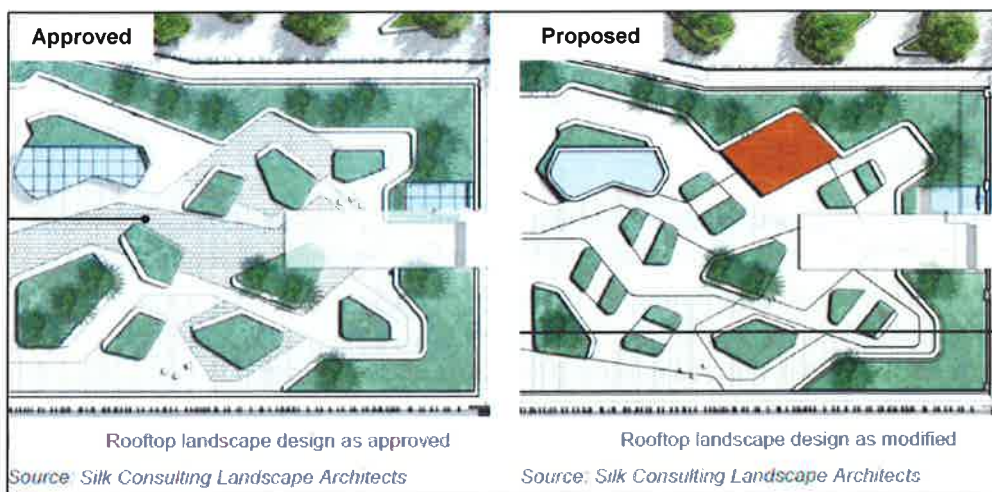 Approved
Proposed
Rooftop landscape design as approved
Rooftop landscape design as modified
Source: Silk Consulting Landscape Architects
Source: Silk Consulting Landscape Architects